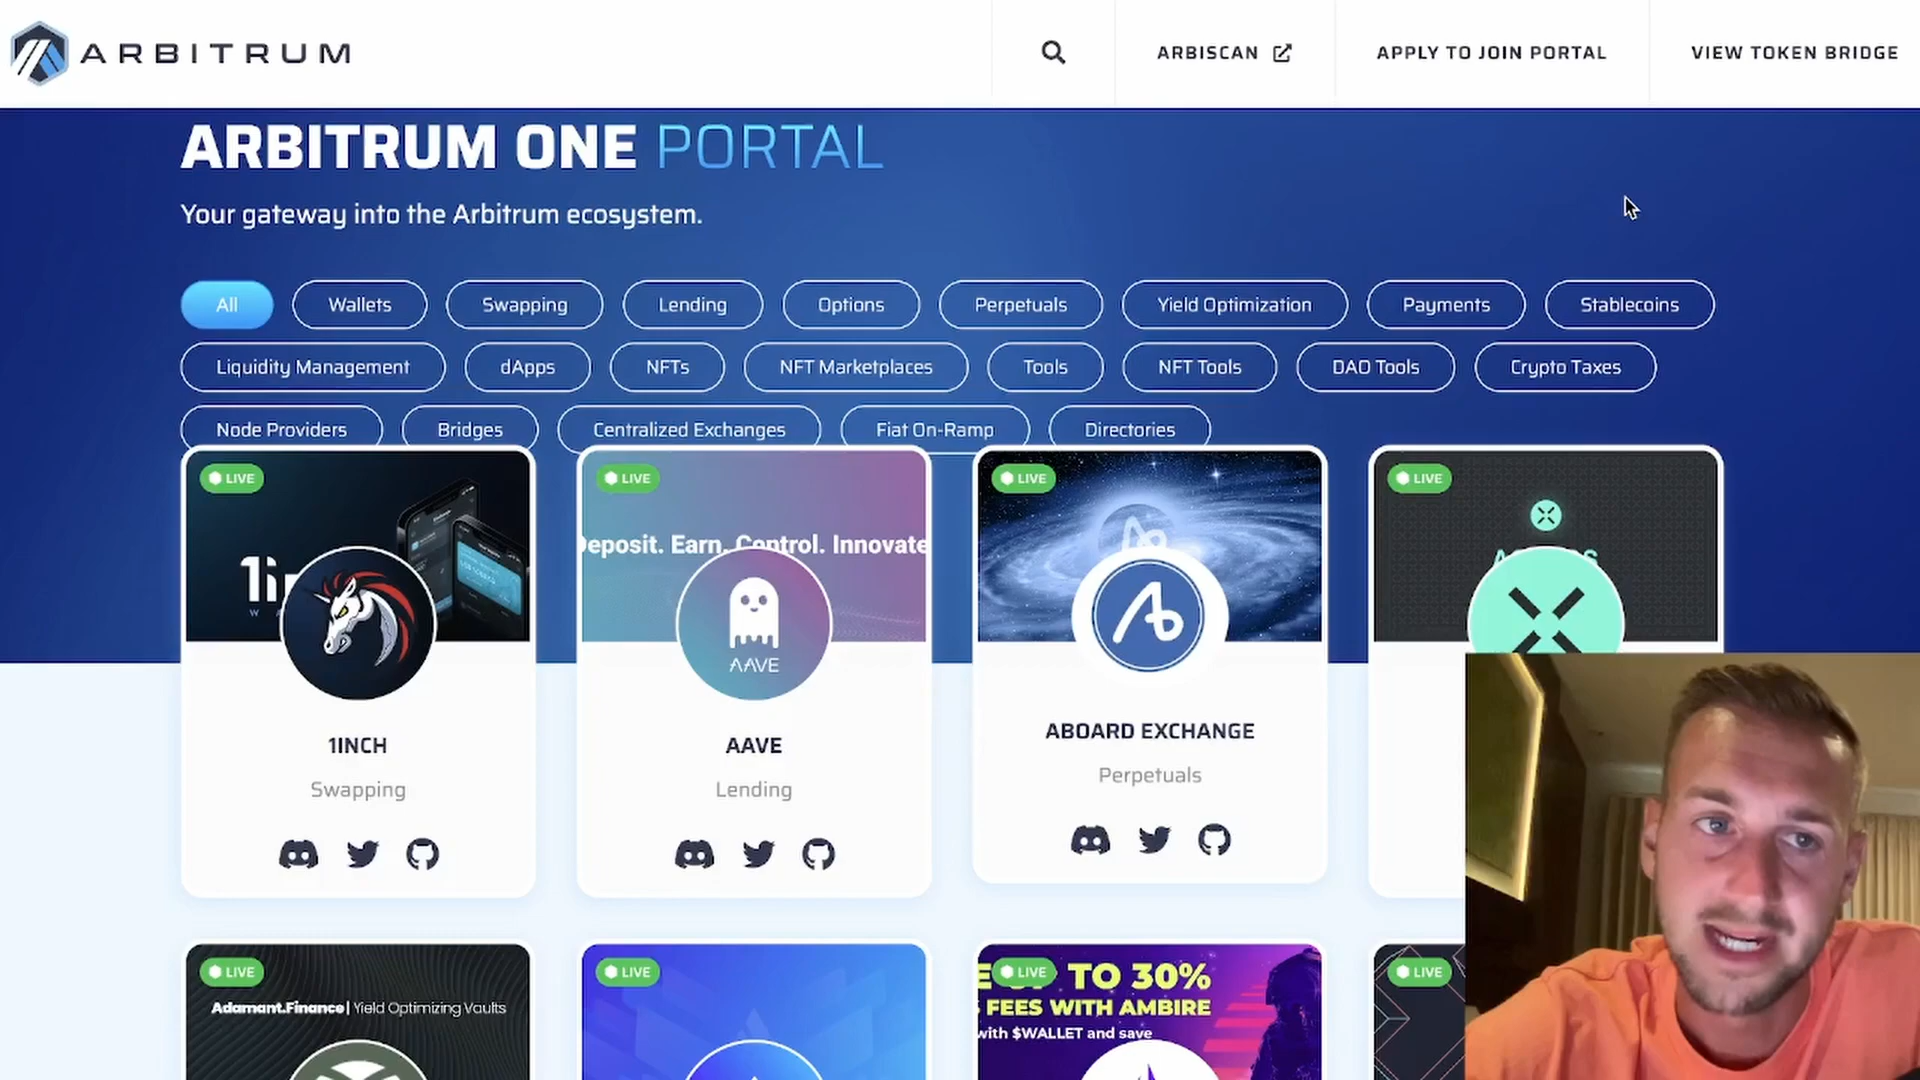 ARBITRUM
ARBISCAN
APPLY TO JOIN PORTAL
VIEW TOKEN BRIDGE
ARBITRUM ONE PORTAL
Your gateway into the Arbitrum ecosystem.
All
Wallets
Swapping
Lending
Options
Perpetuals
Yield Optimization
Payments
Stablecoins
Liquidity Management
dApps
NFTs
NFT Marketplaces
Tools
NFT Tools
DAO Tools
Crypto Taxes
Node Providers
Bridges
Centralized Exchanges
Fiat On-Ramp
Directories
LIVE
LIVE
LIVE
LIVE
Deposit. Earn. Control. Innovate
AAVE
1INCH
Swapping
AAVE
Lending
ABOARD EXCHANGE
Perpetuals
LIVE
LIVE
LIVE
LIVE
Adamant.Finance | Yield Optimizing Vaults
TO 30%
FEES WITH AMBIRE
with $WALLET and save